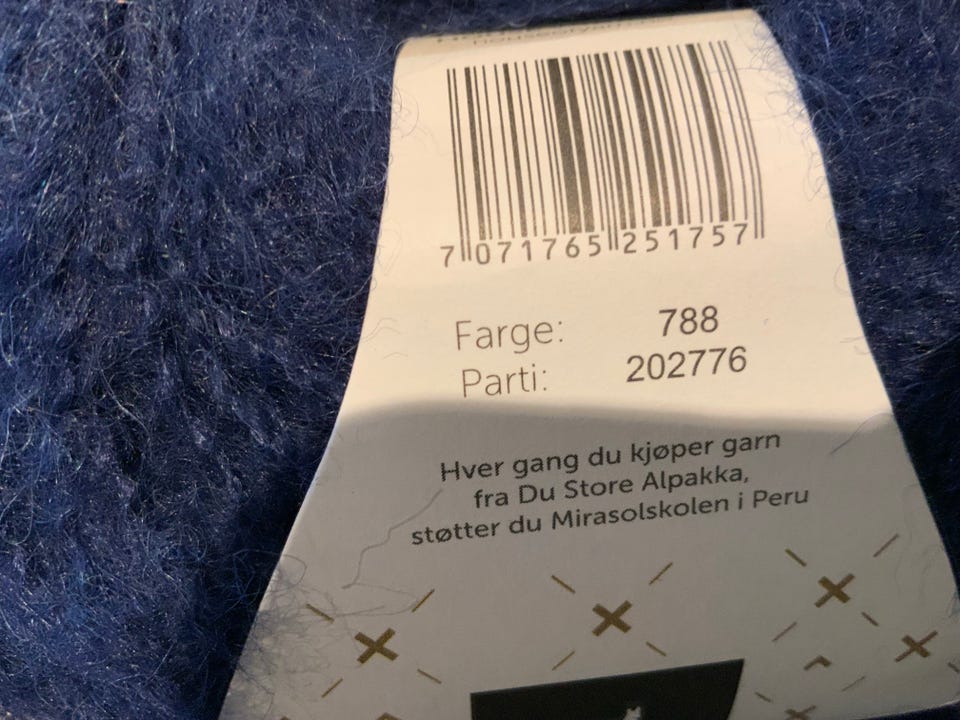 7 071765 251757
Farge: 788
Parti: 202776
Hver gang du kjøper garn
fra Du Store Alpakka,
støtter du Mirasolskolen i Peru